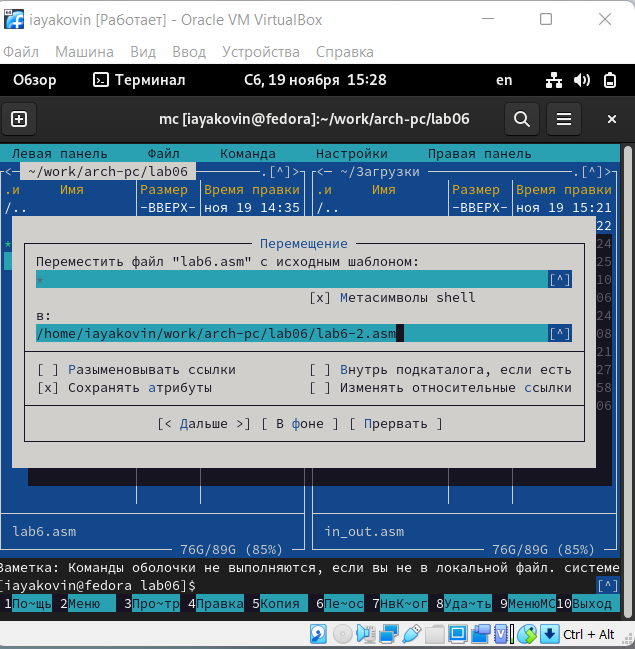 iayakovin [Работает] - Oracle VM VirtualBox
Файл Машина Вид Ввод Устройства Справка
Обзор Терминал Сб, 19 ноября 15:28 en
mc [iayakovin@fedora]:~/work/arch-pc/lab06
Левая панель Файл Команда Настройки Правая панель
<— ~/work/arch-pc/lab06 .[^]> <— ~/Загрузки .[^]>
.и Имя Размер Время правки .и Имя Размер Время правки
/.. -ВВЕРХ- ноя 19 14:35 /.. -ВВЕРХ- ноя 19 15:21
22
Перемещение
24
Переместить файл "lab6.asm" с исходным шаблоном:
25
* [^]
10
[x] Метасимволы shell
06
в:
24
/home/iayakovin/work/arch-pc/lab06/lab6-2.asm [^]
08
21
[ ] Разыменовывать ссылки [ ] Внутрь подкаталога, если есть
27
[x] Сохранять атрибуты [ ] Изменять относительные ссылки
58
06
[< Дальше >] [ В фоне ] [ Прервать ]
lab6.asm in_out.asm
76G/89G (85%) 76G/89G (85%)
Заметка: Команды оболочки не выполняются, если вы не в локальной файл. системе
[iayakovin@fedora lab06]$ [^]
1По~щь 2Меню 3Про~тр 4Правка 5Копия 6Пе~ос 7НвК~ог 8Уда~ть 9МенюMC 10Выход
Ctrl + Alt